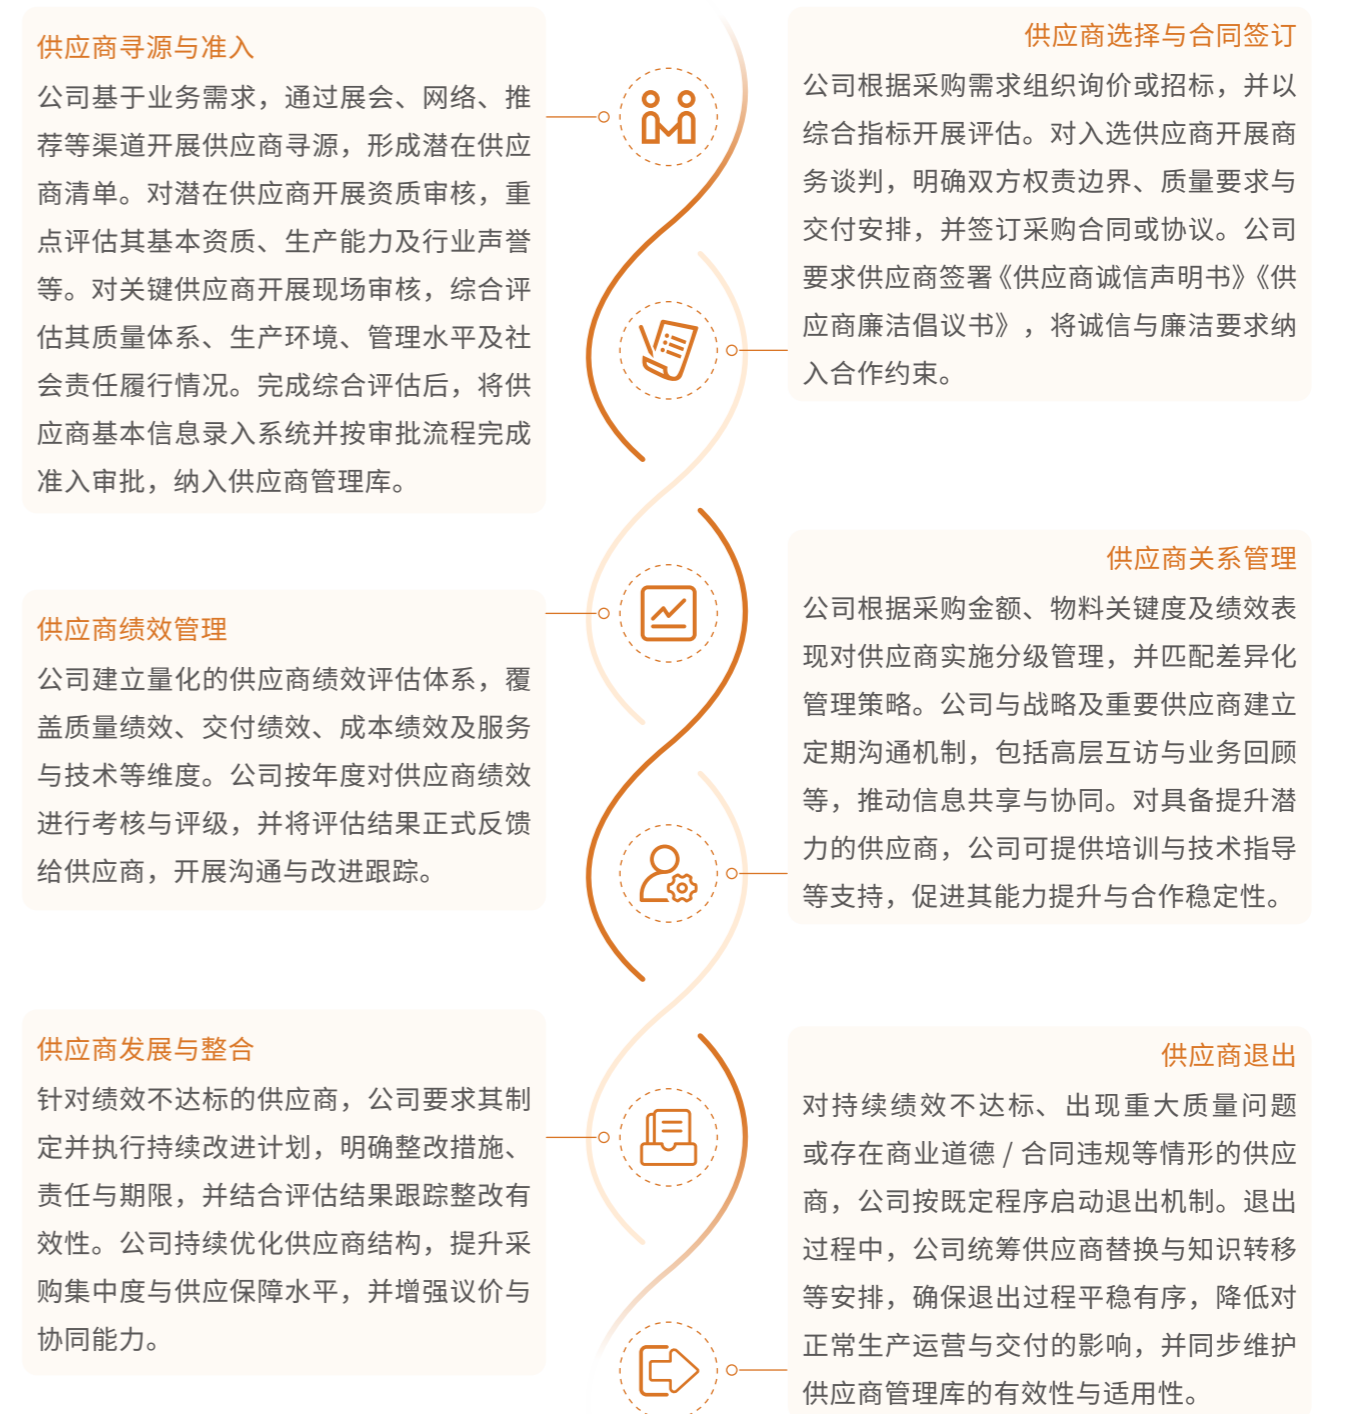 供应商寻源与准入
公司基于业务需求，通过展会、网络、推
荐等渠道开展供应商寻源，形成潜在供应
商清单。对潜在供应商开展资质审核，重
点评估其基本资质、生产能力及行业声誉
等。对关键供应商开展现场审核，综合评
估其质量体系、生产环境、管理水平及社
会责任履行情况。完成综合评估后，将供
应商基本信息录入系统并按审批流程完成
准入审批，纳入供应商管理库。
供应商选择与合同签订
公司根据采购需求组织询价或招标，并以
综合指标开展评估。对入选供应商开展商
务谈判，明确双方权责边界、质量要求与
交付安排，并签订采购合同或协议。公司
要求供应商签署《供应商诚信声明书》《供
应商廉洁倡议书》，将诚信与廉洁要求纳
入合作约束。
供应商绩效管理
公司建立量化的供应商绩效评估体系，覆
盖质量绩效、交付绩效、成本绩效及服务
与技术等维度。公司按年度对供应商绩效
进行考核与评级，并将评估结果正式反馈
给供应商，开展沟通与改进跟踪。
供应商关系管理
公司根据采购金额、物料关键度及绩效表
现对供应商实施分级管理，并匹配差异化
管理策略。公司与战略及重要供应商建立
定期沟通机制，包括高层互访与业务回顾
等，推动信息共享与协同。对具备提升潜
力的供应商，公司可提供培训与技术指导
等支持，促进其能力提升与合作稳定性。
供应商发展与整合
针对绩效不达标的供应商，公司要求其制
定并执行持续改进计划，明确整改措施、
责任与期限，并结合评估结果跟踪整改有
效性。公司持续优化供应商结构，提升采
购集中度与供应保障水平，并增强议价与
协同能力。
供应商退出
对持续绩效不达标、出现重大质量问题
或存在商业道德 / 合同违规等情形的供应
商，公司按既定程序启动退出机制。退出
过程中，公司统筹供应商替换与知识转移
等安排，确保退出过程平稳有序，降低对
正常生产运营与交付的影响，并同步维护
供应商管理库的有效性与适用性。